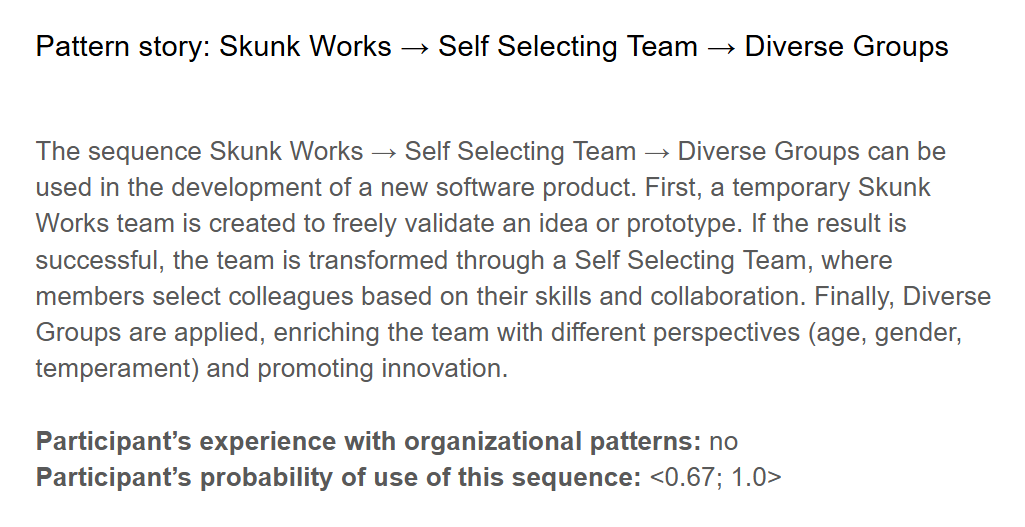 Pattern story: Skunk Works → Self Selecting Team → Diverse Groups
The sequence Skunk Works → Self Selecting Team → Diverse Groups can be
used in the development of a new software product. First, a temporary Skunk
Works team is created to freely validate an idea or prototype. If the result is
successful, the team is transformed through a Self Selecting Team, where
members select colleagues based on their skills and collaboration. Finally, Diverse
Groups are applied, enriching the team with different perspectives (age, gender,
temperament) and promoting innovation.
Participant’s experience with organizational patterns: no
Participant’s probability of use of this sequence: <0.67; 1.0>